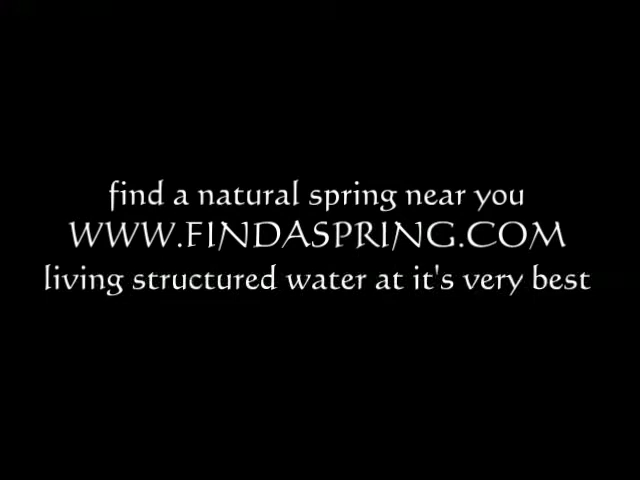 find a natural spring near you
WWW.FINDASPRING.COM
living structured water at it's very best